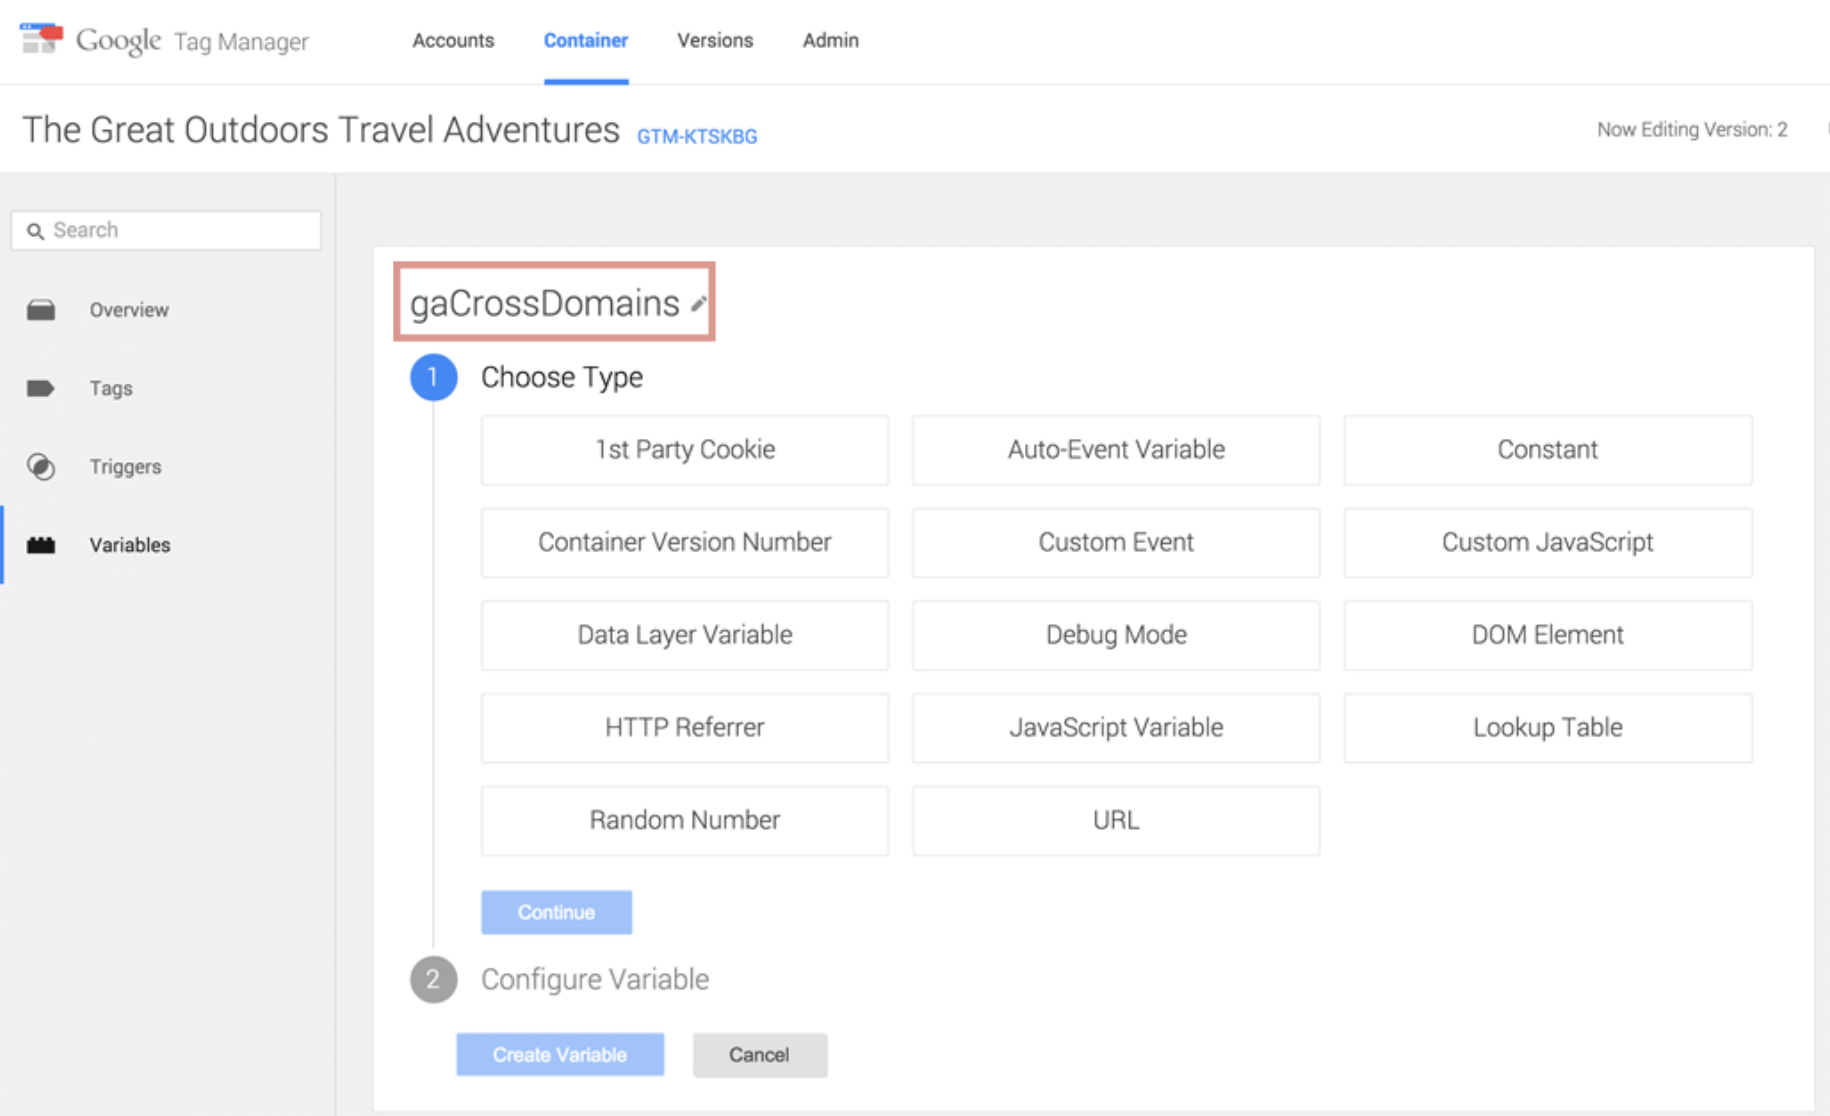 Google Tag Manager Accounts Container Versions Admin
The Great Outdoors Travel Adventures GTM-KTSKBG Now Editing Version: 2
Search
Overview
Tags
Triggers
Variables
gaCrossDomains
1 Choose Type
1st Party Cookie Auto-Event Variable Constant
Container Version Number Custom Event Custom JavaScript
Data Layer Variable Debug Mode DOM Element
HTTP Referrer JavaScript Variable Lookup Table
Random Number URL
Continue
2 Configure Variable
Create Variable Cancel